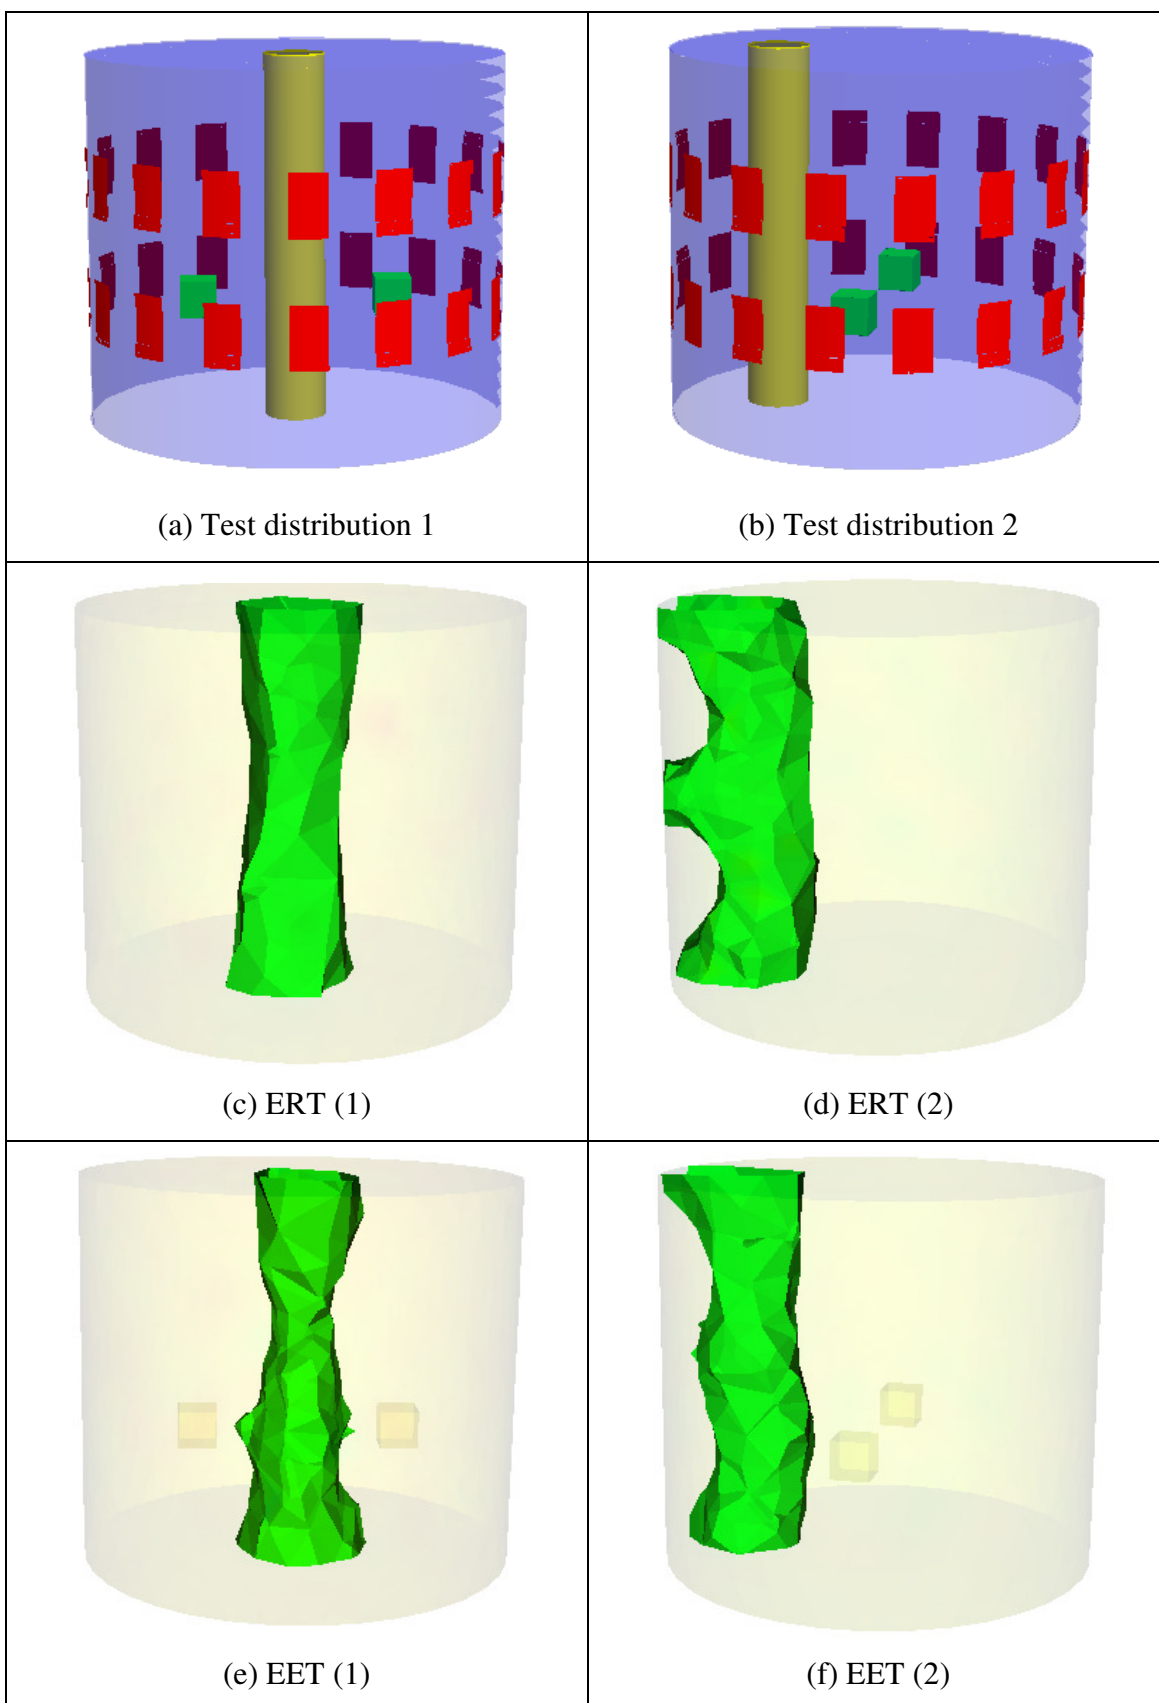 (a) Test distribution 1
(b) Test distribution 2
(c) ERT (1)
(d) ERT (2)
(e) EET (1)
(f) EET (2)